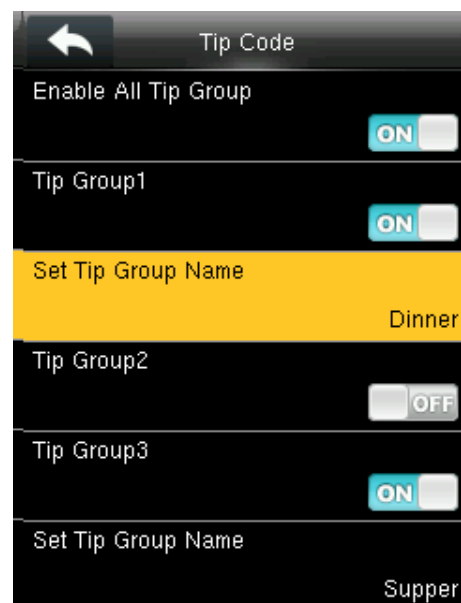 Tip Code
Enable All Tip Group
ON
Tip Group1
ON
Set Tip Group Name
Dinner
Tip Group2
OFF
Tip Group3
ON
Set Tip Group Name
Supper